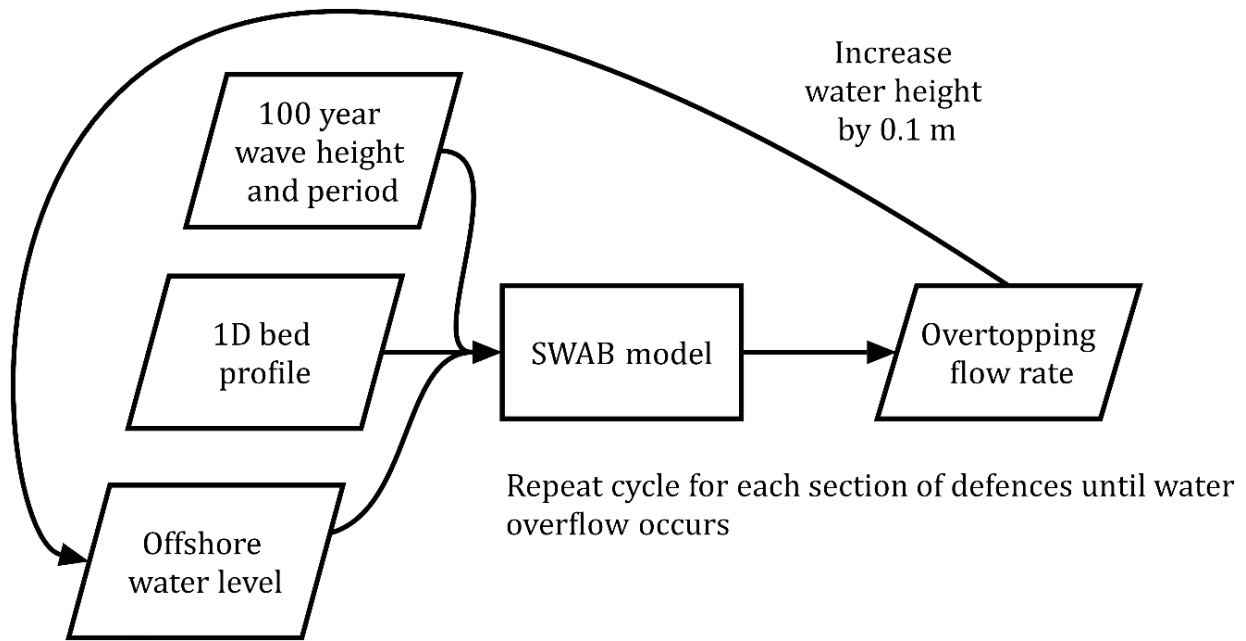 Increase
water height
by 0.1 m
100 year
wave height
and period
1D bed
profile
SWAB model
Overtopping
flow rate
Repeat cycle for each section of defences until water
overflow occurs
Offshore
water level